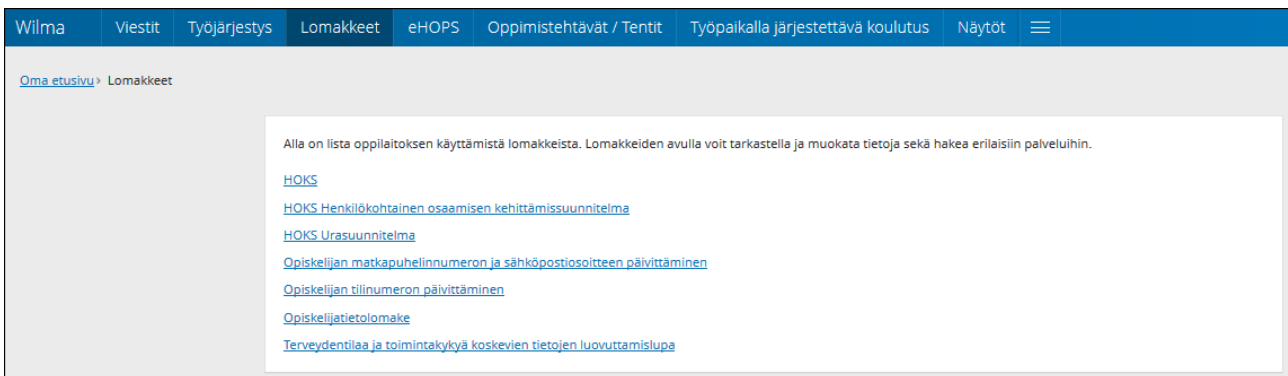 Wilma Viestit Työjärjestys Lomakkeet eHOPS Oppimistehtävät / Tentit Työpaikalla järjestettävä koulutus Näytöt
Oma etusivu › Lomakkeet
Alla on lista oppilaitoksen käyttämistä lomakkeista. Lomakkeiden avulla voit tarkastella ja muokata tietoja sekä hakea erilaisiin palveluihin.
HOKS
HOKS Henkilökohtainen osaamisen kehittämissuunnitelma
HOKS Urasuunnitelma
Opiskelijan matkapuhelinnumeron ja sähköpostiosoitteen päivittäminen
Opiskelijan tilinumeron päivittäminen
Opiskelijatietolomake
Terveydentilaa ja toimintakykyä koskevien tietojen luovuttamislupa